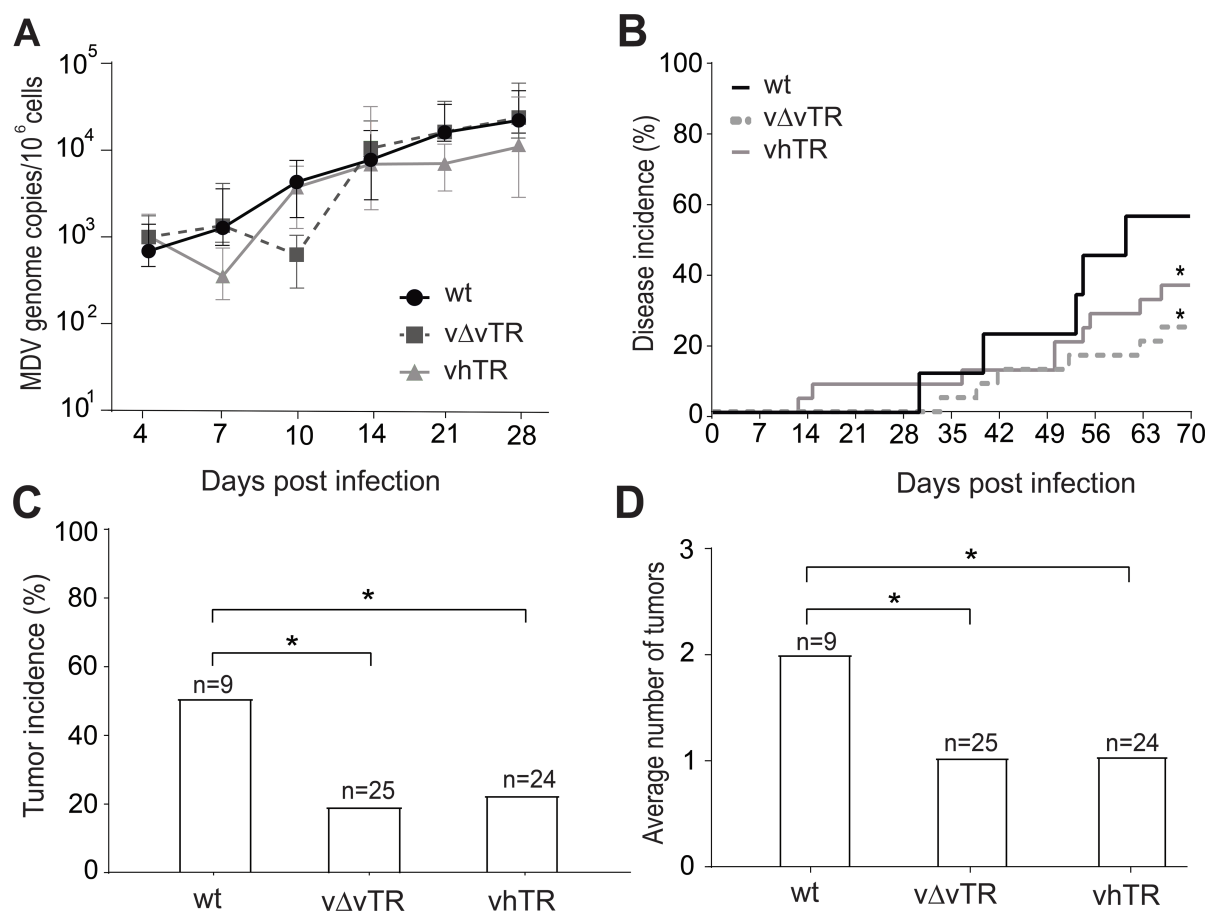 A
MDV genome copies/10^6 cells
10^5
10^4
10^3
10^2
10^1
wt
vΔvTR
vhTR
4 7 10 14 21 28
Days post infection
B
Disease incidence (%)
100
80
60
40
20
0
wt
vΔvTR
vhTR
*
*
0 7 14 21 28 35 42 49 56 63 70
Days post infection
C
Tumor incidence (%)
100
80
60
40
20
0
*
*
n=9
n=25
n=24
wt vΔvTR vhTR
D
Average number of tumors
3
2
1
0
*
*
n=9
n=25
n=24
wt vΔvTR vhTR